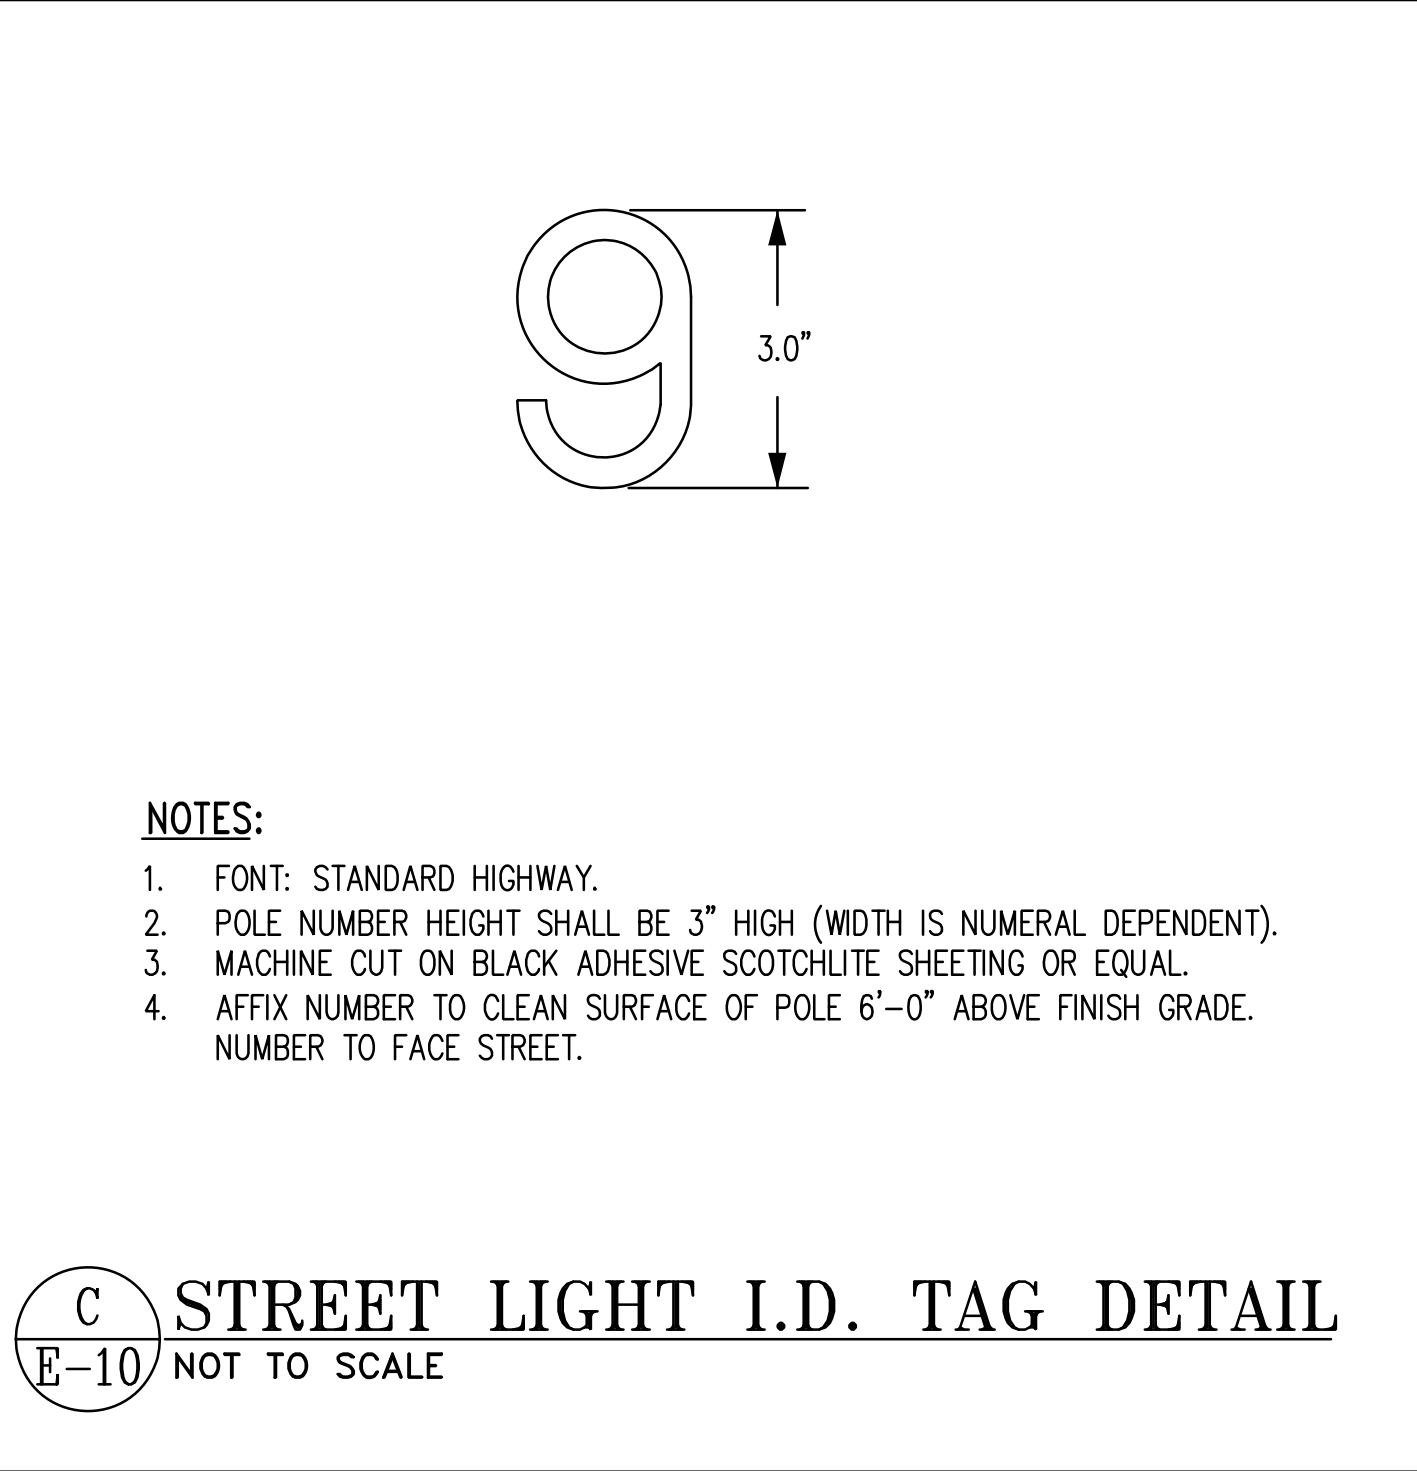 9
3.0”
NOTES:
1. FONT: STANDARD HIGHWAY.
2. POLE NUMBER HEIGHT SHALL BE 3” HIGH (WIDTH IS NUMERAL DEPENDENT).
3. MACHINE CUT ON BLACK ADHESIVE SCOTCHLITE SHEETING OR EQUAL.
4. AFFIX NUMBER TO CLEAN SURFACE OF POLE 6’-0” ABOVE FINISH GRADE.
NUMBER TO FACE STREET.
C
STREET LIGHT I.D. TAG DETAIL
E-10
NOT TO SCALE